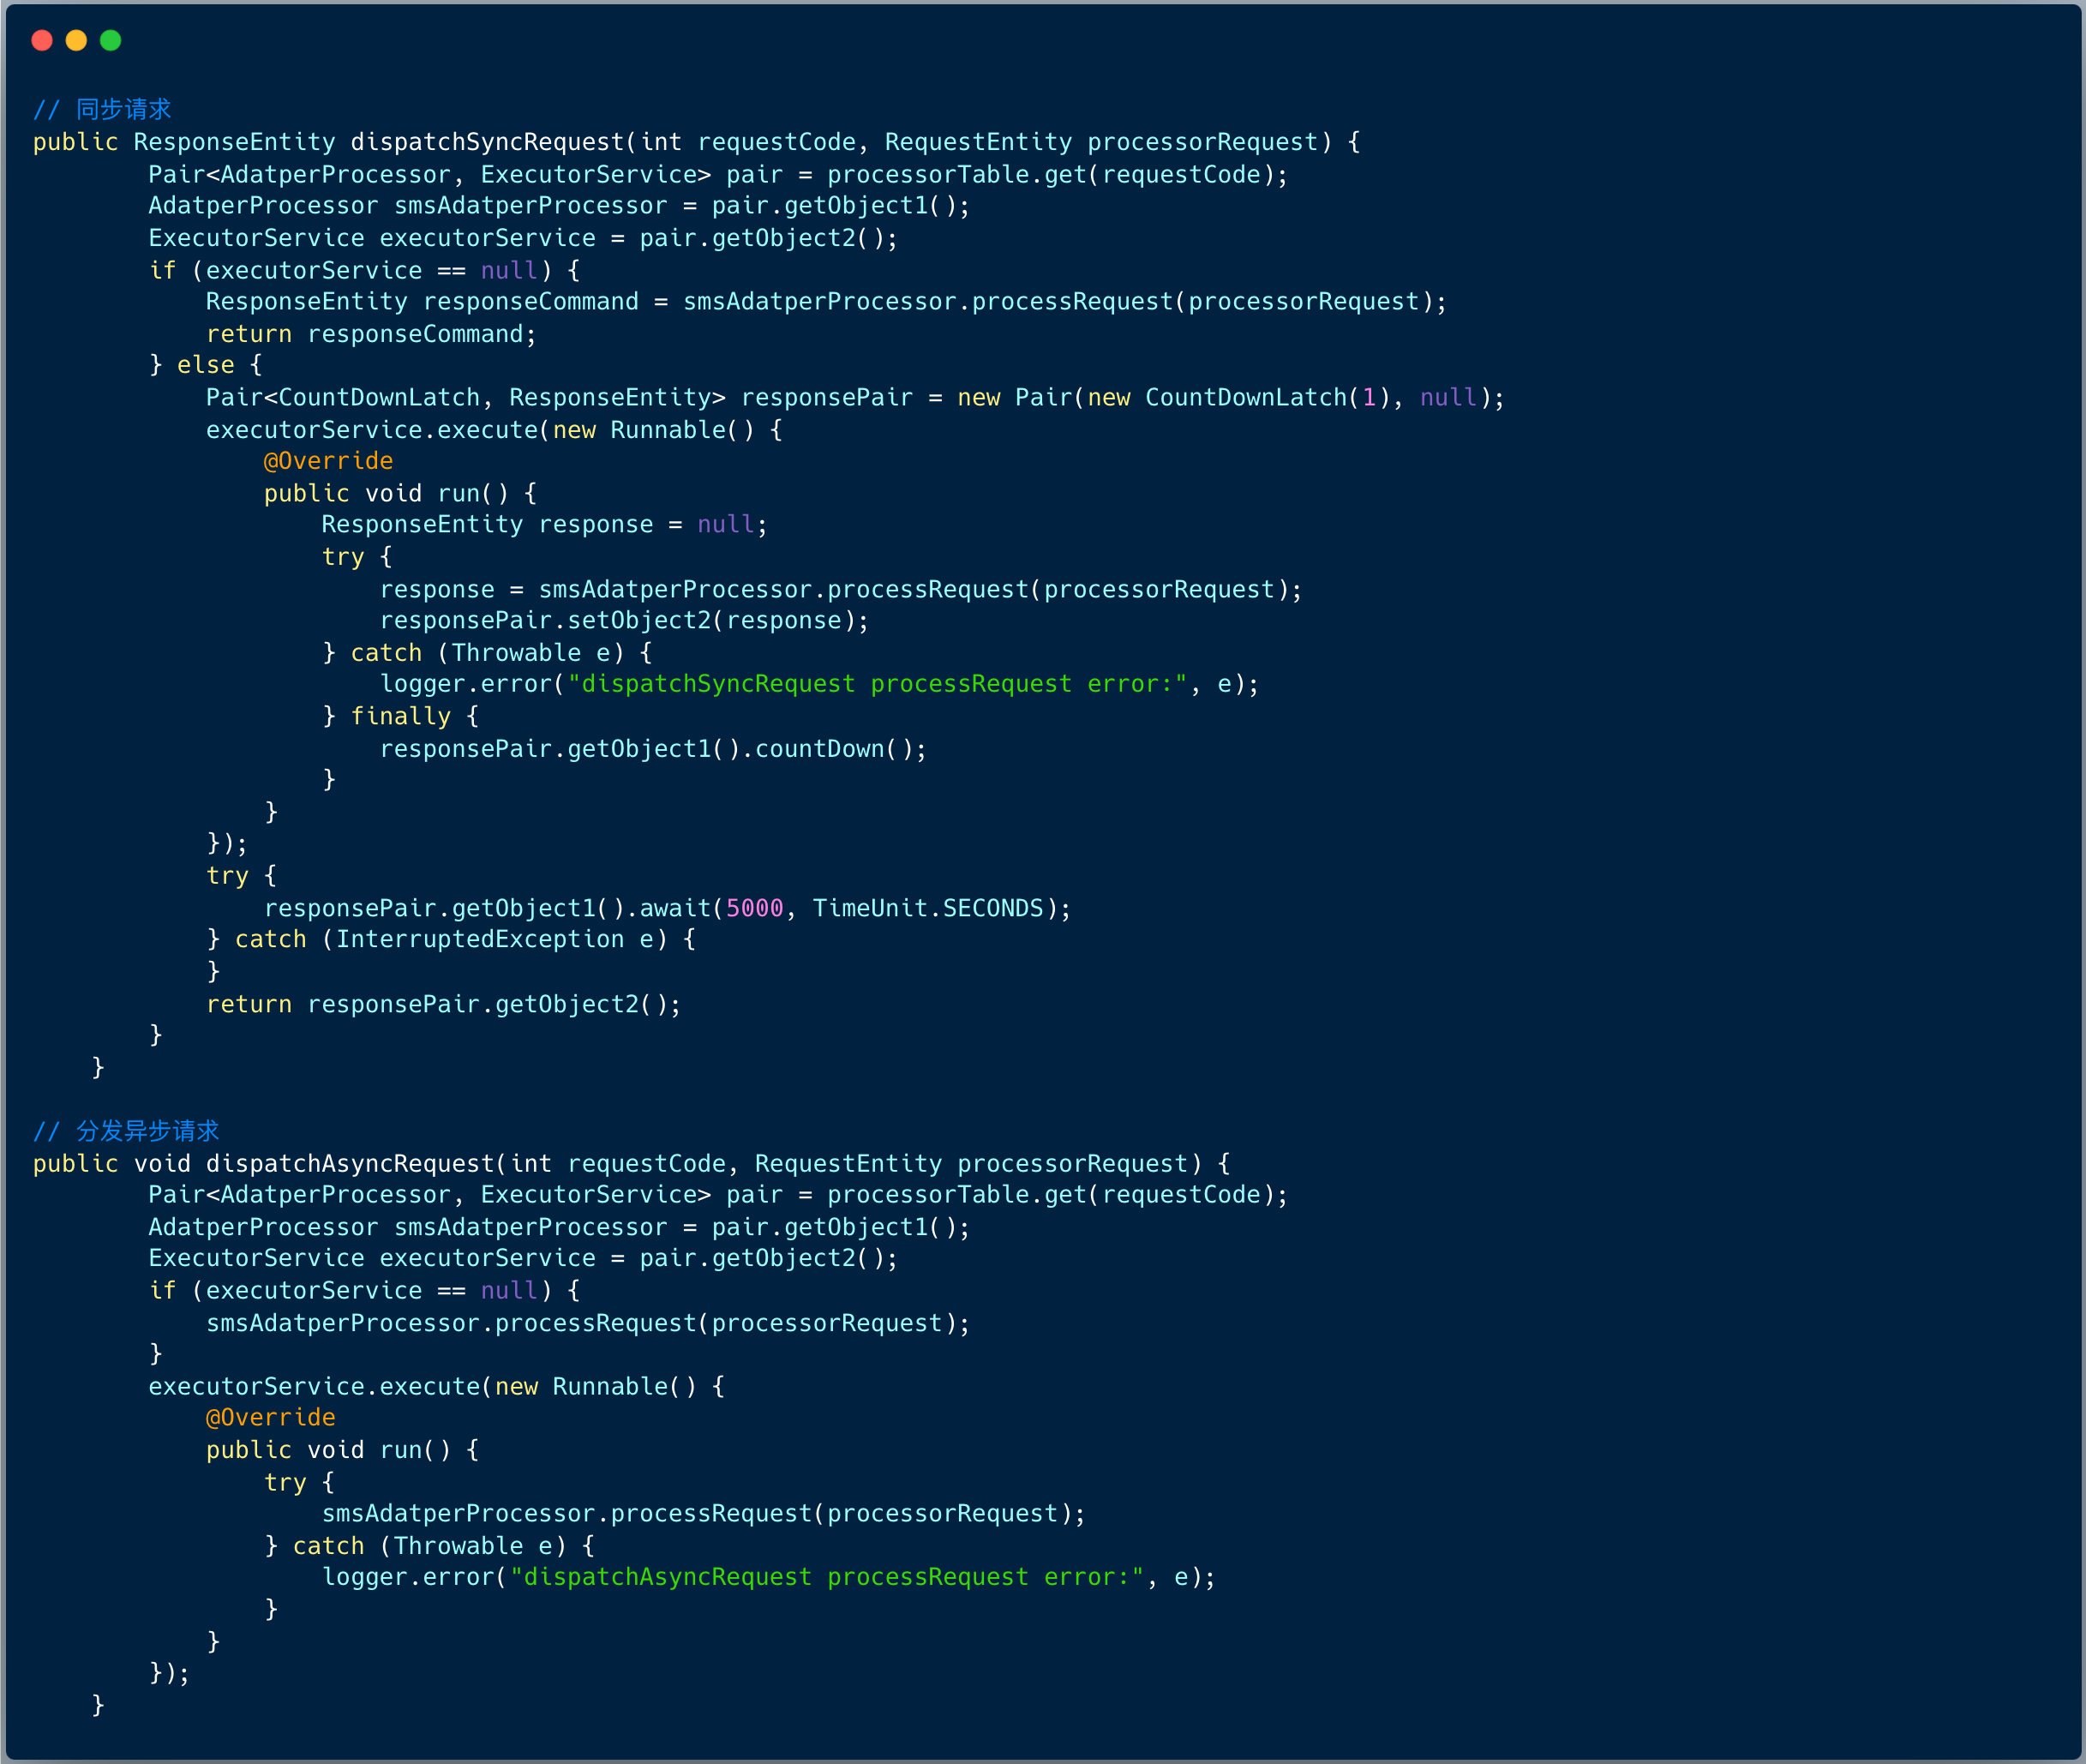 // 同步请求
public ResponseEntity dispatchSyncRequest(int requestCode, RequestEntity processorRequest) {
        Pair<AdatperProcessor, ExecutorService> pair = processorTable.get(requestCode);
        AdatperProcessor smsAdatperProcessor = pair.getObject1();
        ExecutorService executorService = pair.getObject2();
        if (executorService == null) {
            ResponseEntity responseCommand = smsAdatperProcessor.processRequest(processorRequest);
            return responseCommand;
        } else {
            Pair<CountDownLatch, ResponseEntity> responsePair = new Pair(new CountDownLatch(1), null);
            executorService.execute(new Runnable() {
                @Override
                public void run() {
                    ResponseEntity response = null;
                    try {
                        response = smsAdatperProcessor.processRequest(processorRequest);
                        responsePair.setObject2(response);
                    } catch (Throwable e) {
                        logger.error("dispatchSyncRequest processRequest error:", e);
                    } finally {
                        responsePair.getObject1().countDown();
                    }
                }
            });
            try {
                responsePair.getObject1().await(5000, TimeUnit.SECONDS);
            } catch (InterruptedException e) {
            }
            return responsePair.getObject2();
        }
    }

// 分发异步请求
public void dispatchAsyncRequest(int requestCode, RequestEntity processorRequest) {
        Pair<AdatperProcessor, ExecutorService> pair = processorTable.get(requestCode);
        AdatperProcessor smsAdatperProcessor = pair.getObject1();
        ExecutorService executorService = pair.getObject2();
        if (executorService == null) {
            smsAdatperProcessor.processRequest(processorRequest);
        }
        executorService.execute(new Runnable() {
            @Override
            public void run() {
                try {
                    smsAdatperProcessor.processRequest(processorRequest);
                } catch (Throwable e) {
                    logger.error("dispatchAsyncRequest processRequest error:", e);
                }
            }
        });
    }